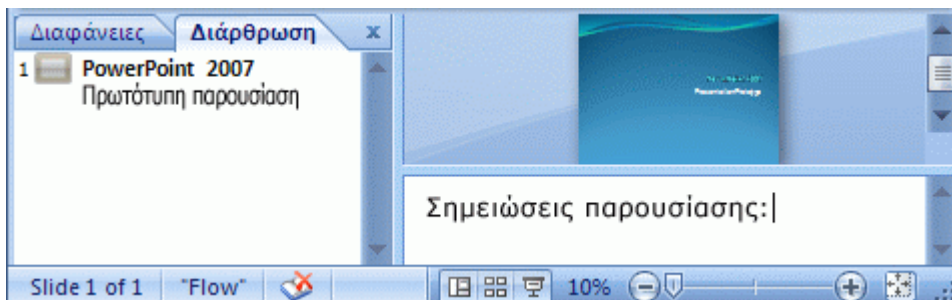 Διαφάνειες Διάρθρωση x
1 PowerPoint 2007
Πρωτότυπη παρουσίαση
Σημειώσεις παρουσίασης:
Slide 1 of 1 "Flow" 10%